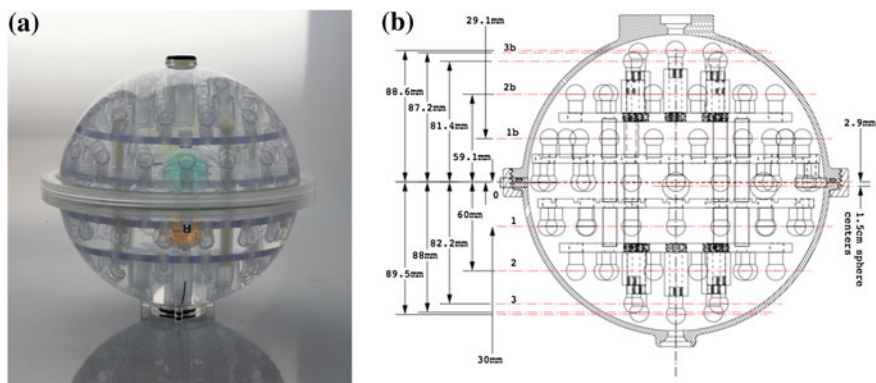 (a)
R
(b)
29.1mm
3b
88.6mm
2b
87.2mm
81.4mm
1b
2.9mm
59.1mm
0
60mm
1
1.5cm sphere
centers
82.2mm
88mm
2
89.5mm
3
30mm